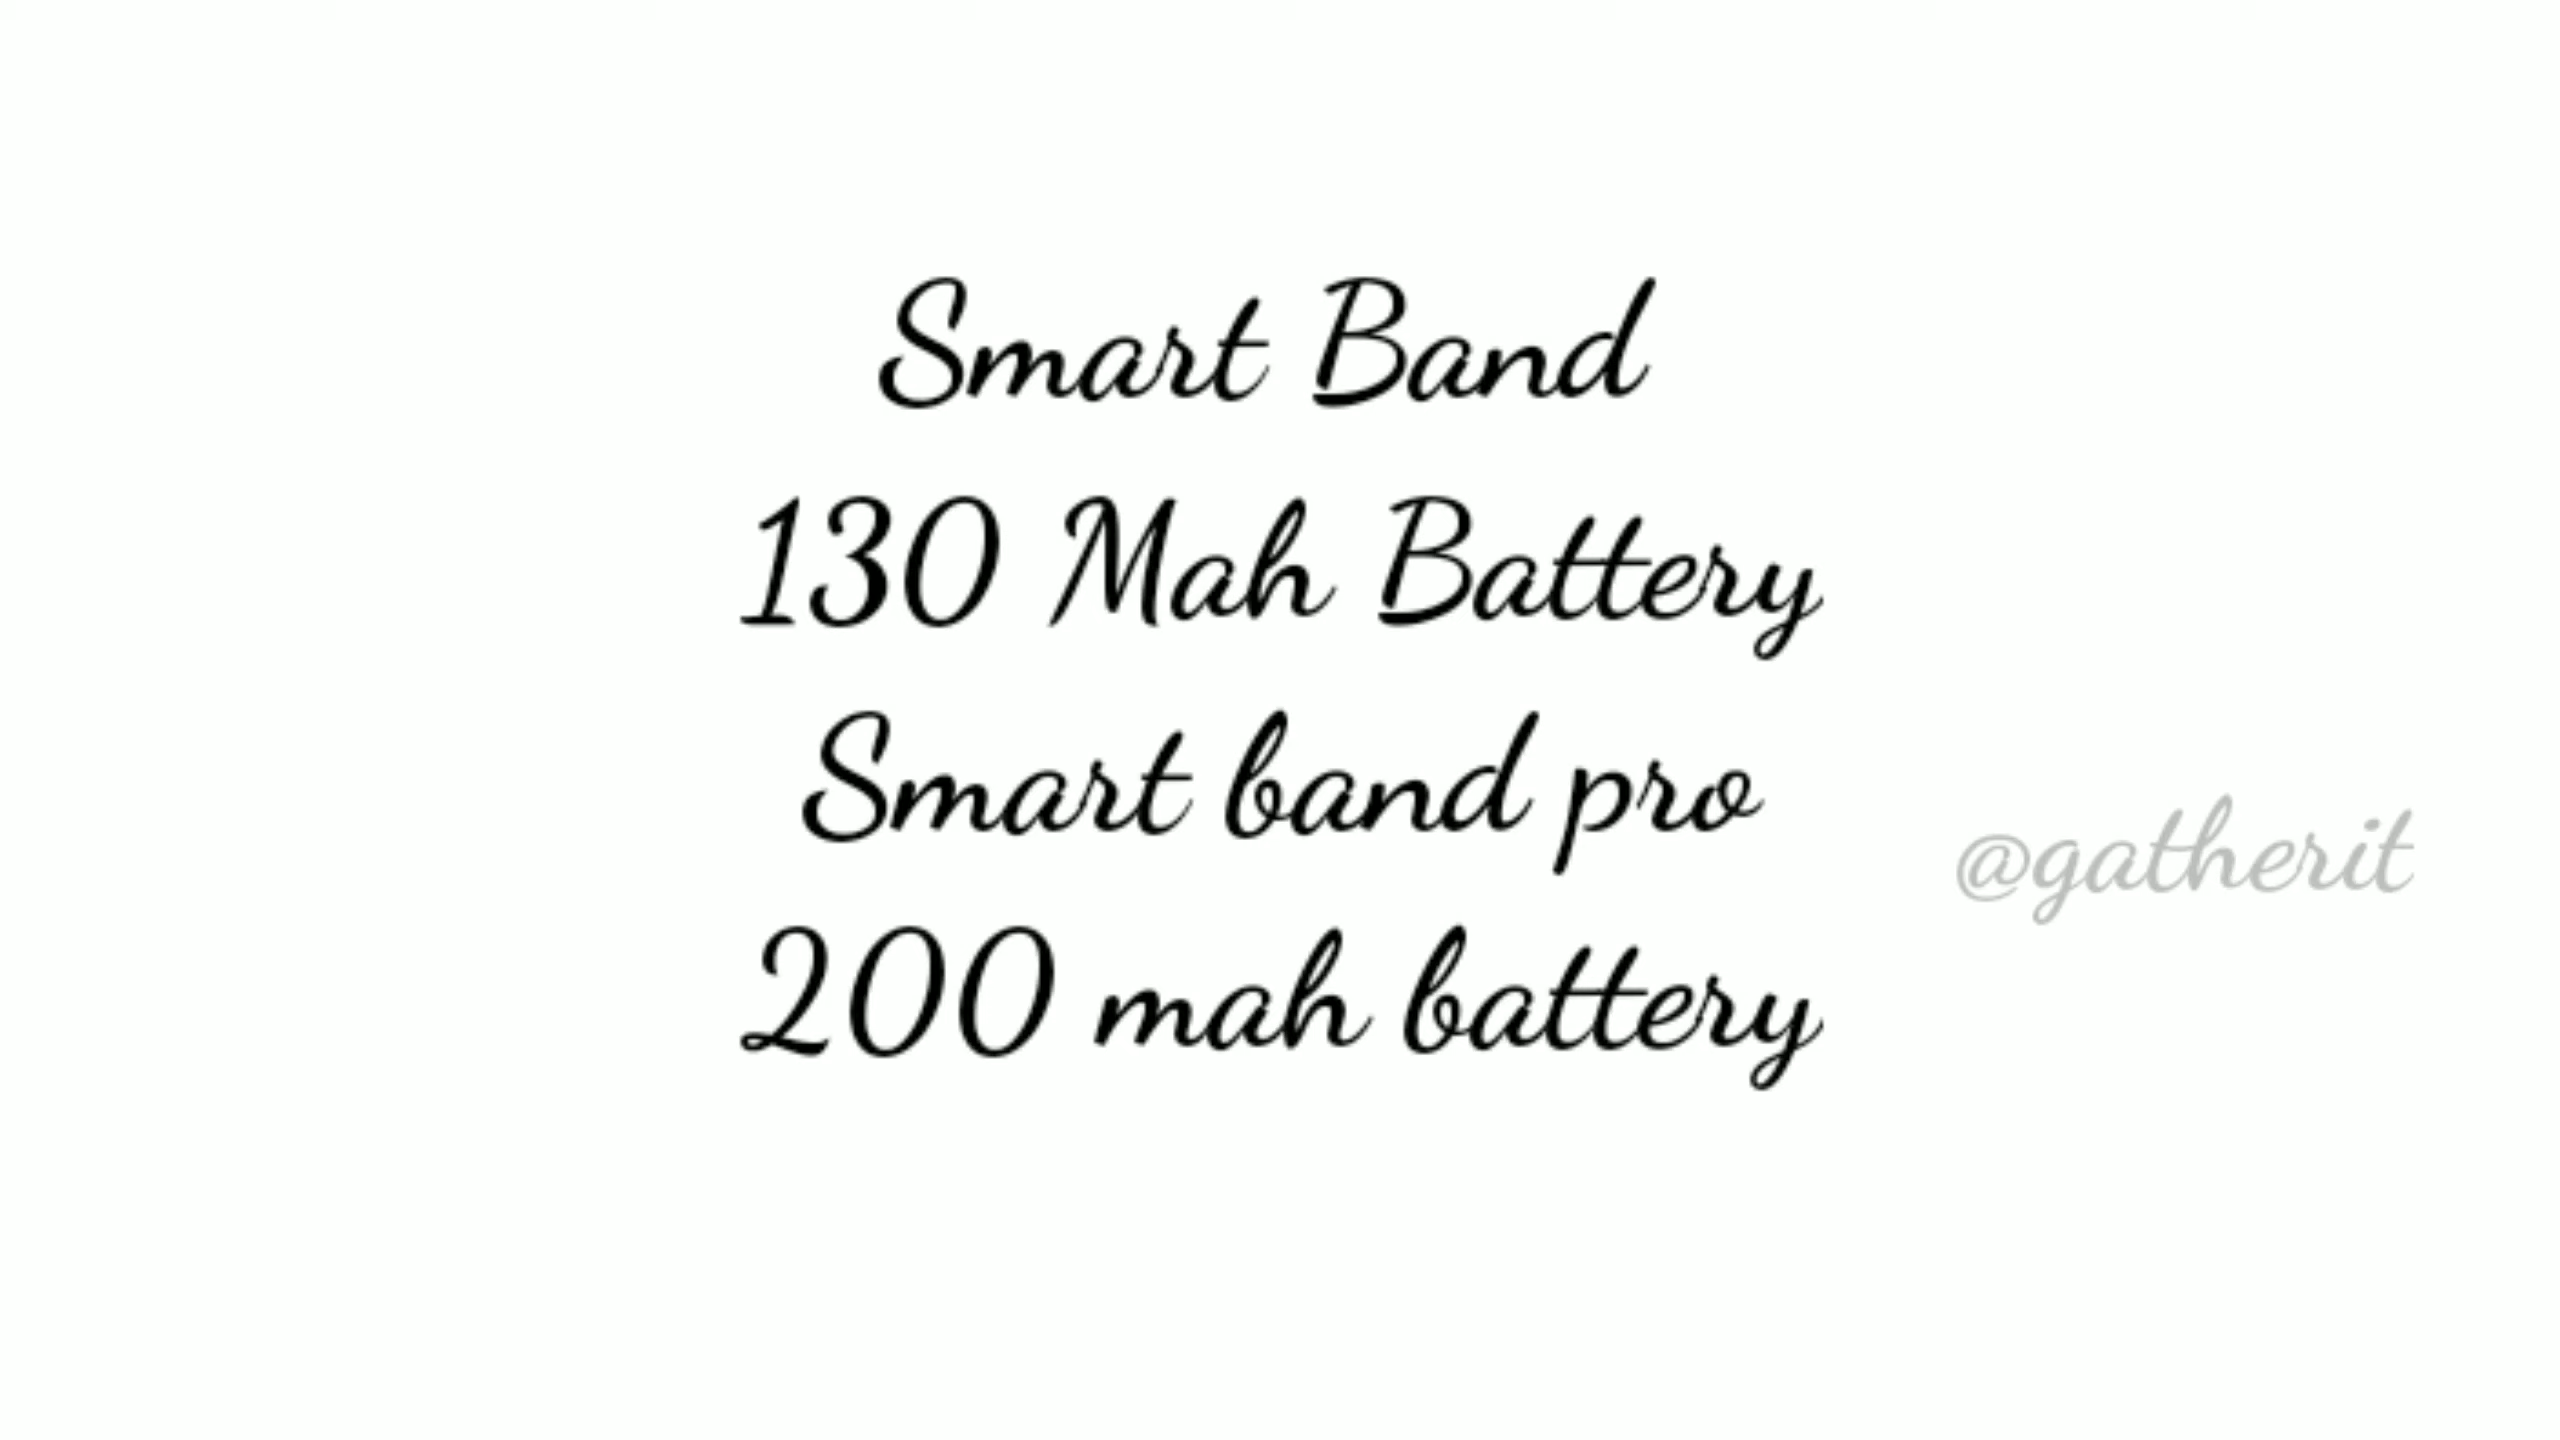 Smart Band
130 Mah Battery
Smart band pro
200 mah battery
@gatherit